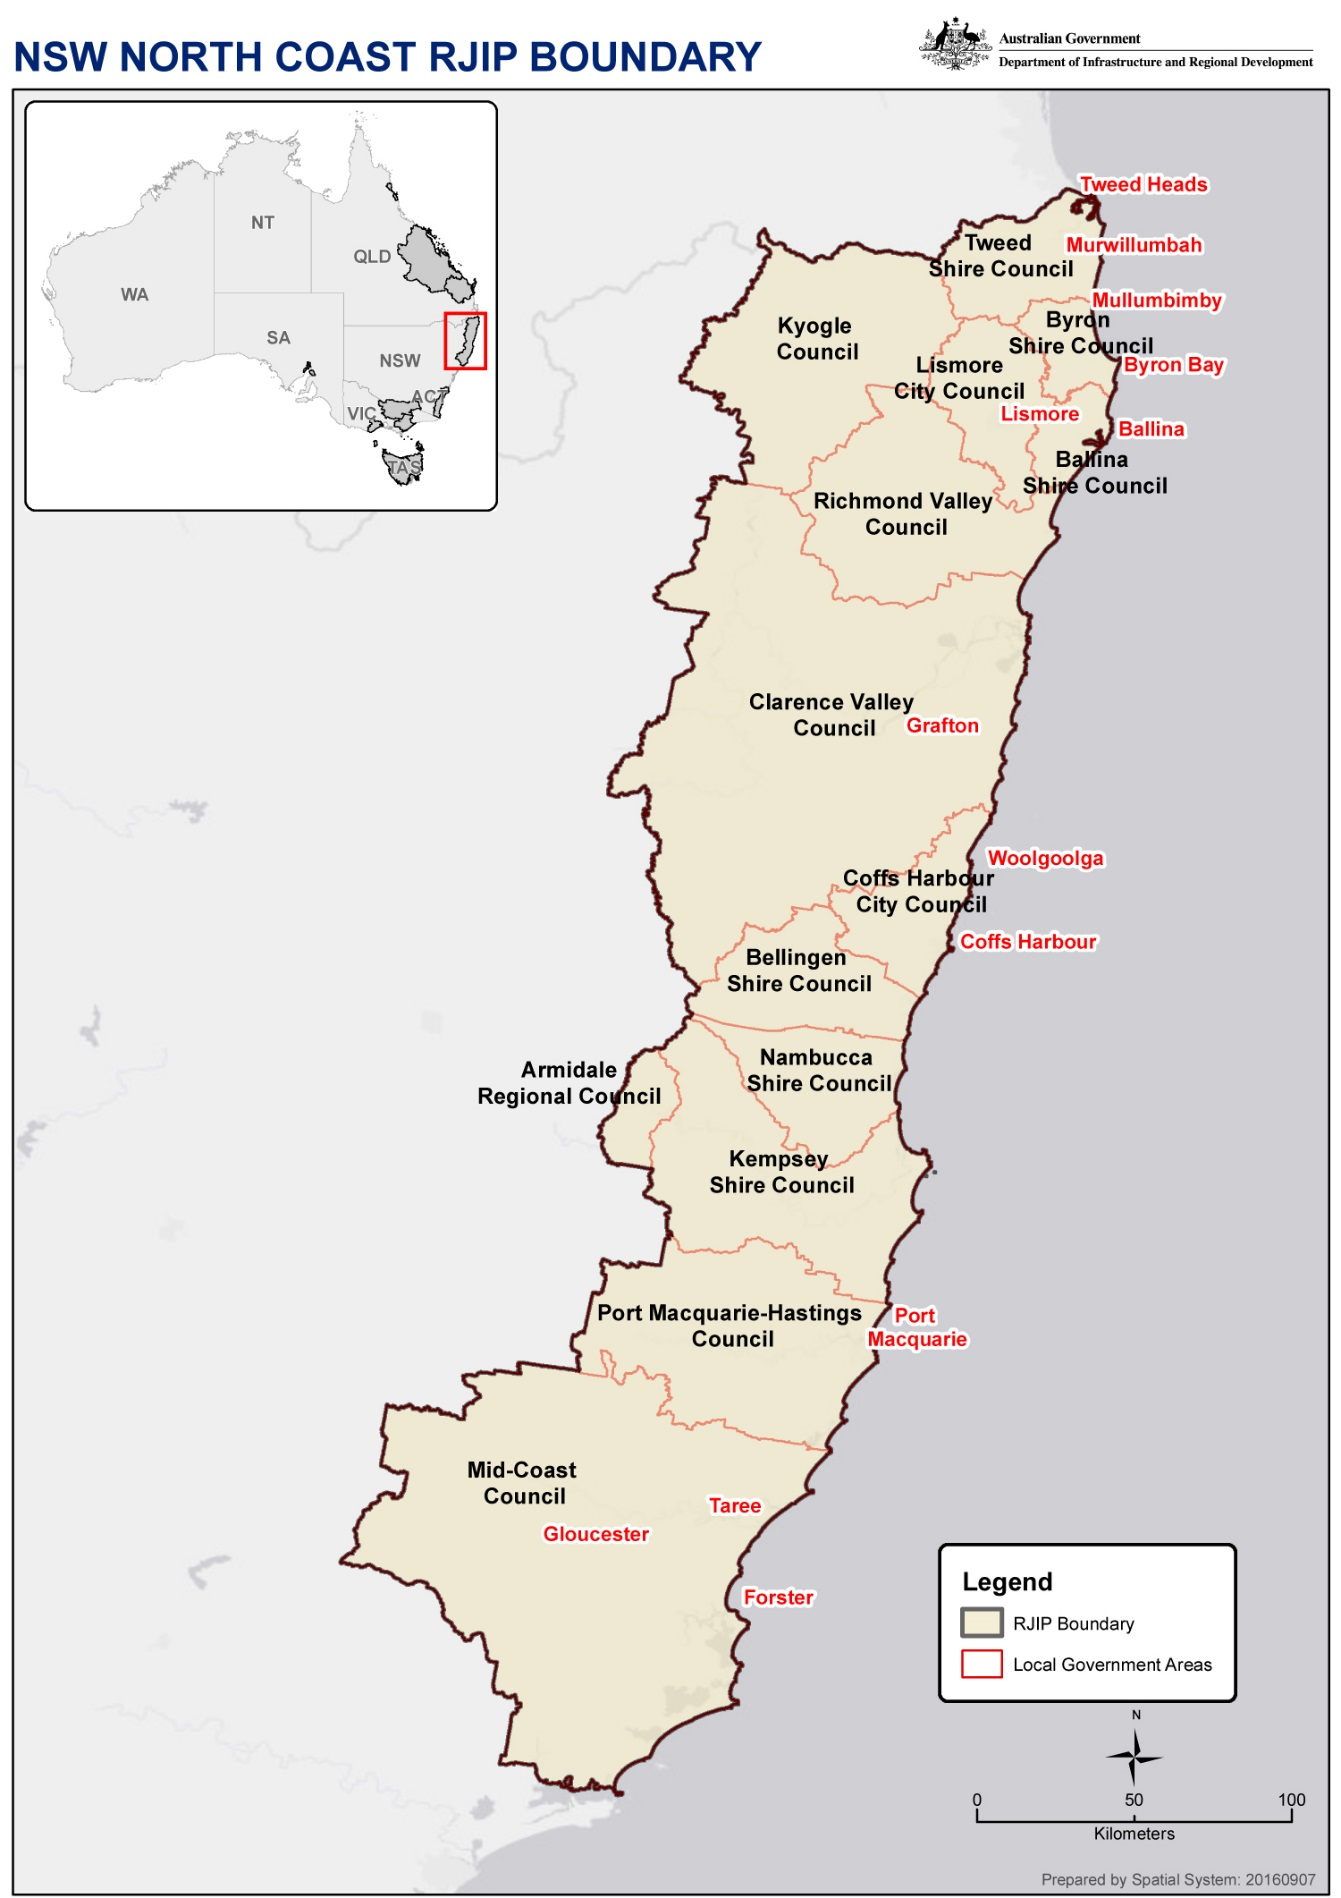 NSW NORTH COAST RJIP BOUNDARY
Australian Government
Department of Infrastructure and Regional Development
NT
QLD
WA
SA
NSW
ACT
VIC
TAS
Tweed Heads
Tweed
Shire Council
Murwillumbah
Mullumbimby
Byron
Shire Council
Kyogle
Council
Lismore
City Council
Byron Bay
Lismore
Ballina
Ballina
Shire Council
Richmond Valley
Council
Clarence Valley
Council
Grafton
Woolgoolga
Coffs Harbour
City Council
Coffs Harbour
Bellingen
Shire Council
Armidale
Regional Council
Nambucca
Shire Council
Kempsey
Shire Council
Port Macquarie-Hastings
Council
Port
Macquarie
Mid-Coast
Council
Taree
Gloucester
Forster
Legend
RJIP Boundary
Local Government Areas
N
0 50 100
Kilometers
Prepared by Spatial System: 20160907